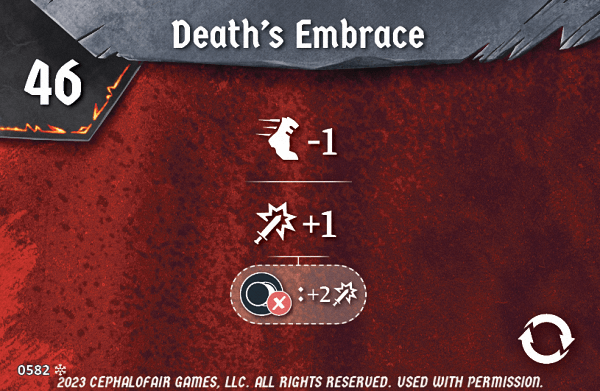 Death's Embrace
46
-1
+1
:+2
0582
2023 CEPHALOFAIR GAMES, LLC. ALL RIGHTS RESERVED. USED WITH PERMISSION.